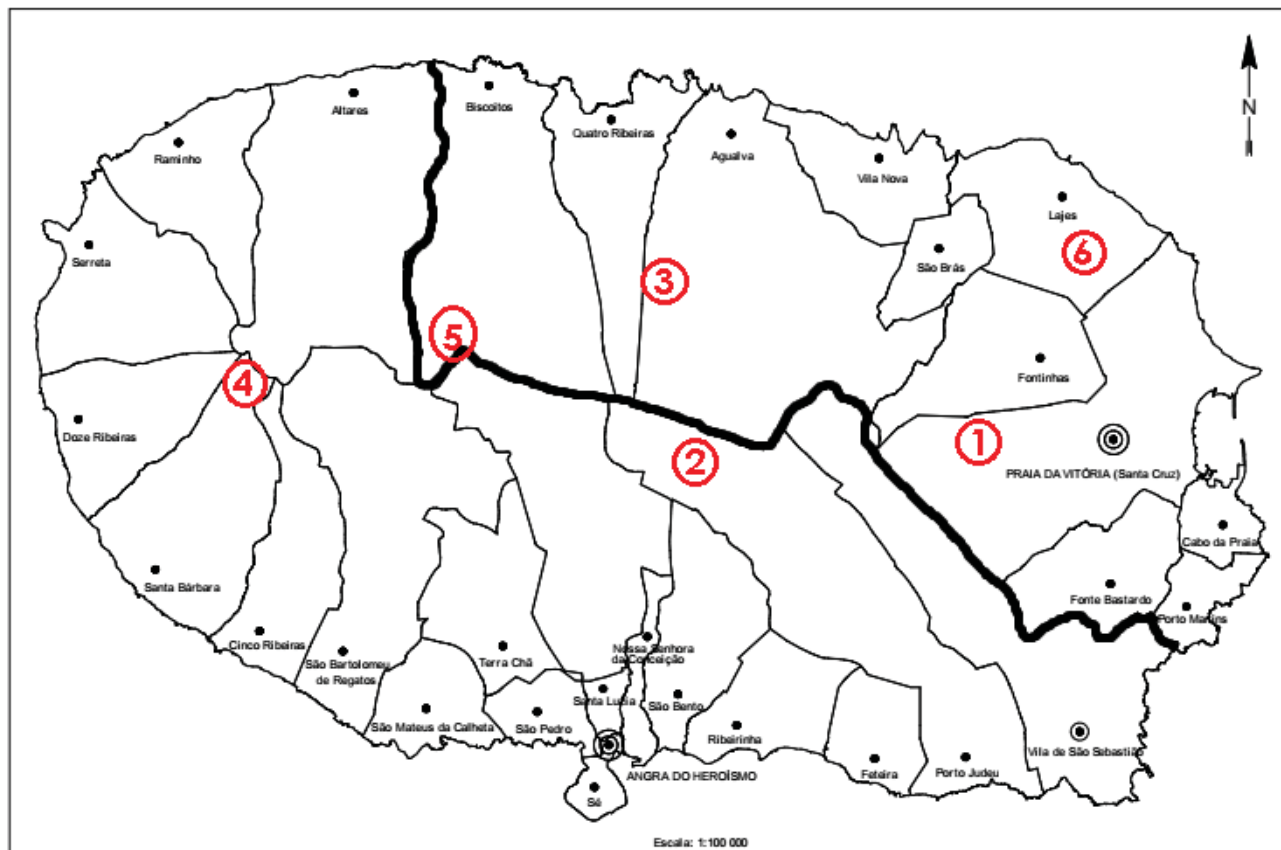 N
Altares
Biscoitos
Quatro Ribeiras
Agualva
Raminho
Vila Nova
Lajes
Serreta
São Brás
6
3
5
Fontinhas
4
Doze Ribeiras
1
2
PRAIA DA VITÓRIA (Santa Cruz)
Cabo da Praia
Santa Bárbara
Fonte Bastardo
Porto Martins
Cinco Ribeiras
São Bartolomeu
de Regatos
Terra Chã
Nossa Senhora
da Conceição
Santa Luzia
São Bento
São Mateus da Calheta
São Pedro
Ribeirinha
Vila de São Sebastião
Feteira
Porto Judeu
ANGRA DO HEROÍSMO
Sé
Escala: 1:100 000